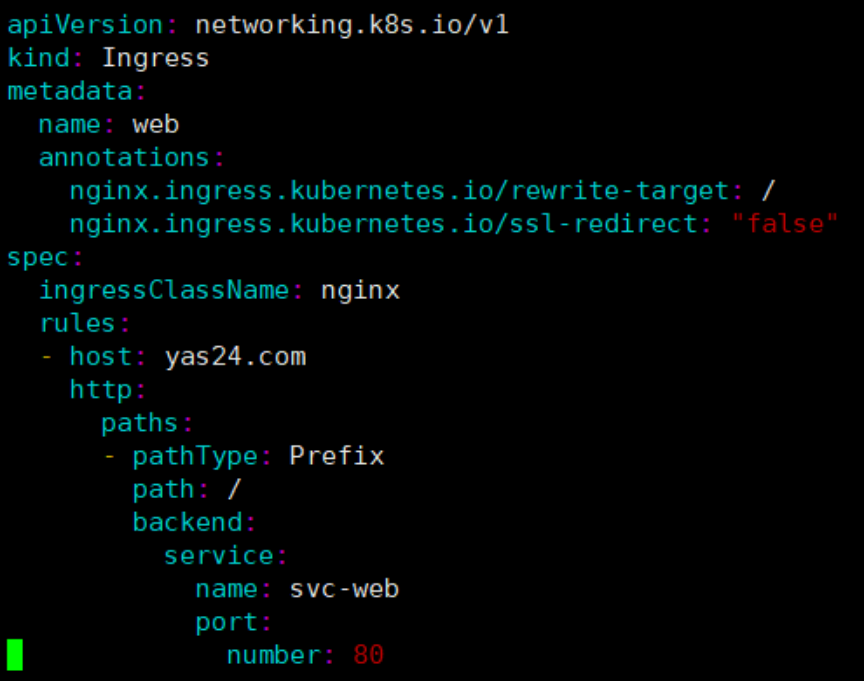 apiVersion: networking.k8s.io/v1
kind: Ingress
metadata:
  name: web
  annotations:
    nginx.ingress.kubernetes.io/rewrite-target: /
    nginx.ingress.kubernetes.io/ssl-redirect: "false"
spec:
  ingressClassName: nginx
  rules:
  - host: yas24.com
    http:
      paths:
      - pathType: Prefix
        path: /
        backend:
          service:
            name: svc-web
            port:
              number: 80